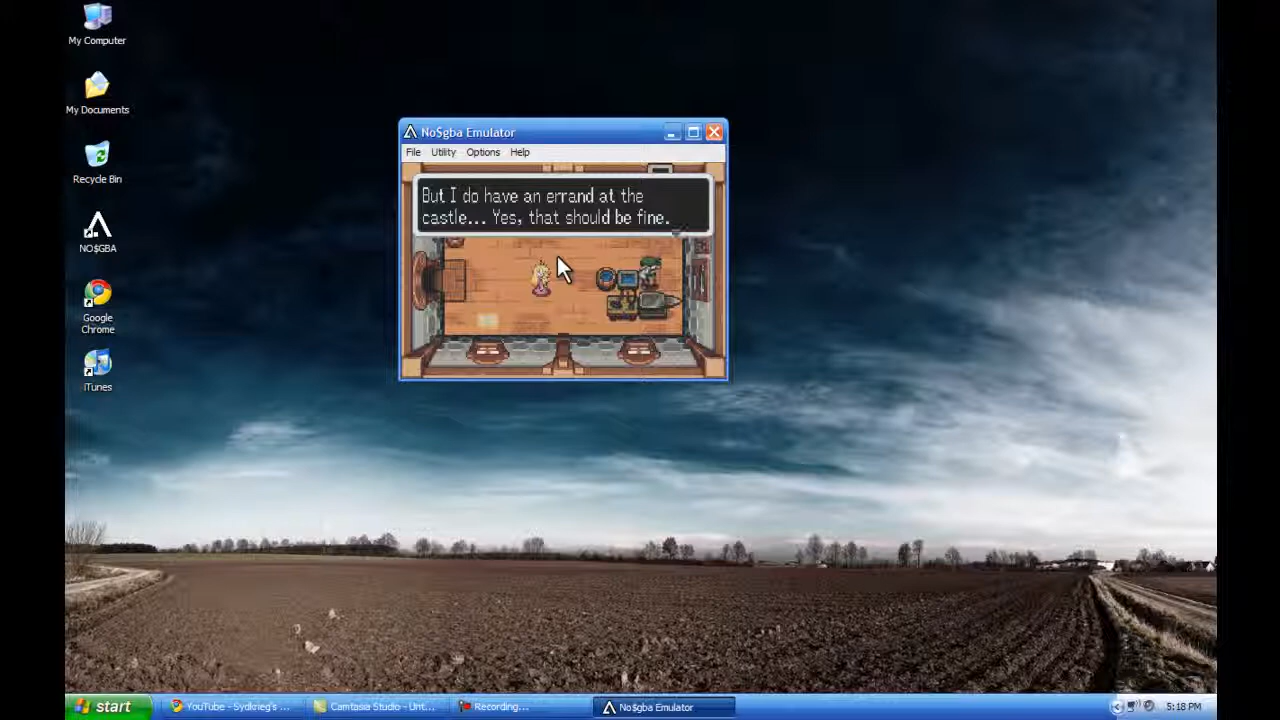 My Computer
My Documents
Recycle Bin
NO$GBA
Google
Chrome
iTunes
No$gba Emulator
File Utility Options Help
But I do have an errand at the
castle... Yes, that should be fine.
start
YouTube - Sydkrieg's ...
Camtasia Studio - Unt...
Recording...
No$gba Emulator
5:18 PM